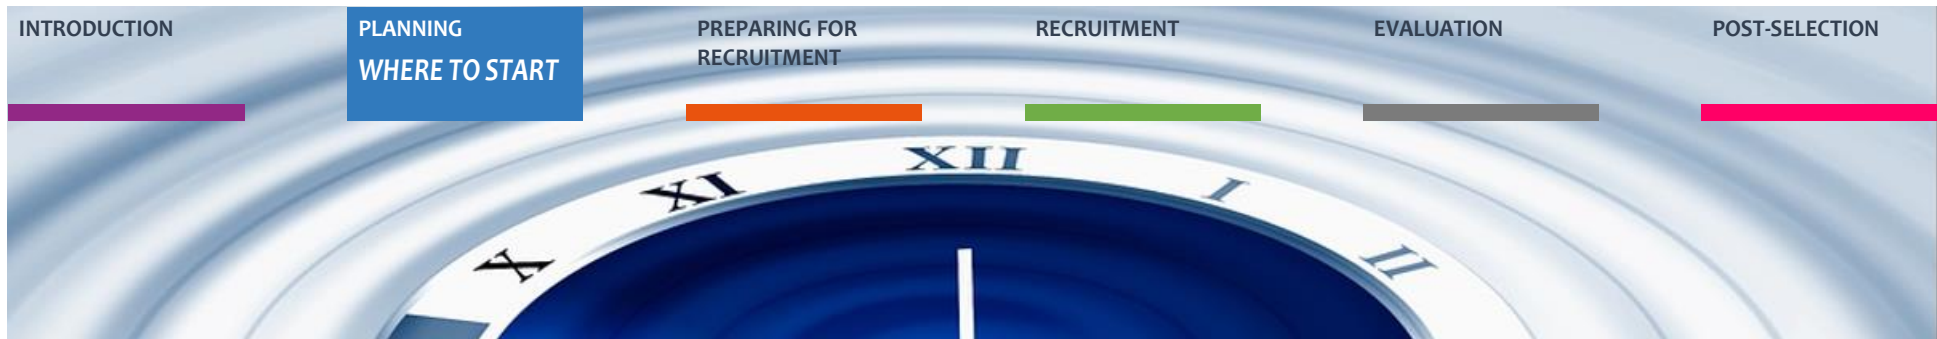 INTRODUCTION
PLANNING
WHERE TO START
PREPARING FOR
RECRUITMENT
RECRUITMENT
EVALUATION
POST-SELECTION
X
XI
XII
I
II